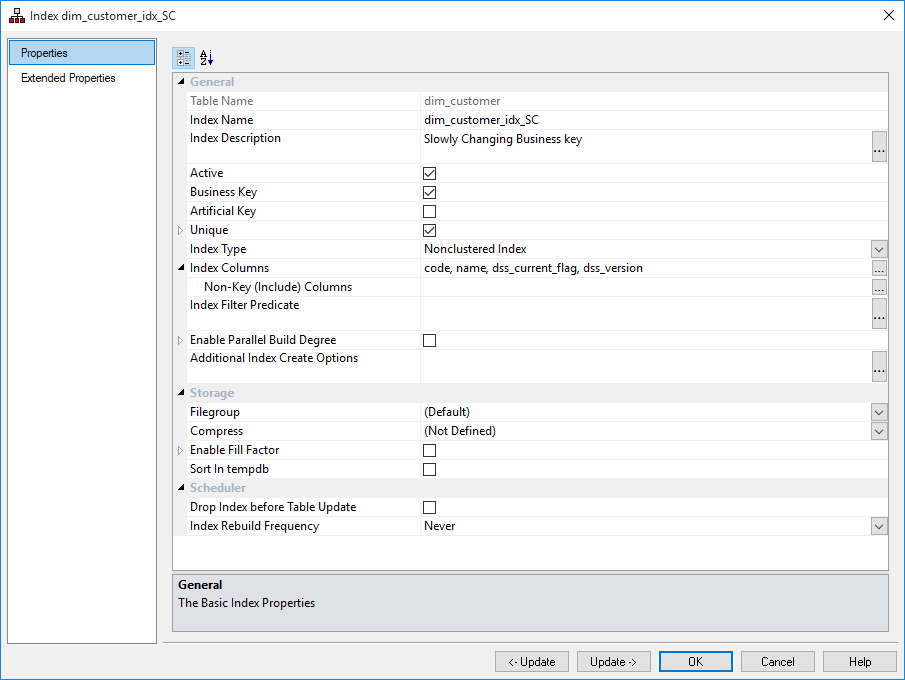 Index dim_customer_idx_SC
Properties
Extended Properties
A
Z
General
Table Name dim_customer
Index Name dim_customer_idx_SC
Index Description Slowly Changing Business key
...
Active
Business Key
Artificial Key
Unique
Index Type Nonclustered Index
Index Columns code, name, dss_current_flag, dss_version ...
Non-Key (Include) Columns ...
Index Filter Predicate
...
Enable Parallel Build Degree
Additional Index Create Options
...
Storage
Filegroup (Default)
Compress (Not Defined)
Enable Fill Factor
Sort In tempdb
Scheduler
Drop Index before Table Update
Index Rebuild Frequency Never
General
The Basic Index Properties
<- Update Update -> OK Cancel Help